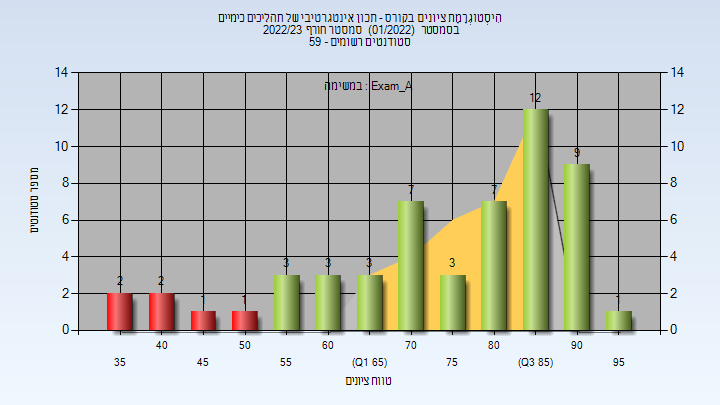 הִיסְטוֹגְרָמַת ציונים בקורס - תכון אינטגרטיבי של תהליכים כימיים
בסמסטר (01/2022) סמסטר חורף 2022/23
סטודנטים רשומים - 59
במשימה : Exam_A
מספר סטודנטים
14 12 10 8 6 4 2 0
14 12 10 8 6 4 2 0
2 2 1 1 3 3 3 7 3 7 12 9 1
40 50 60 70 80 90
35 45 55 (Q1 65) 75 (Q3 85) 95
טווח ציונים